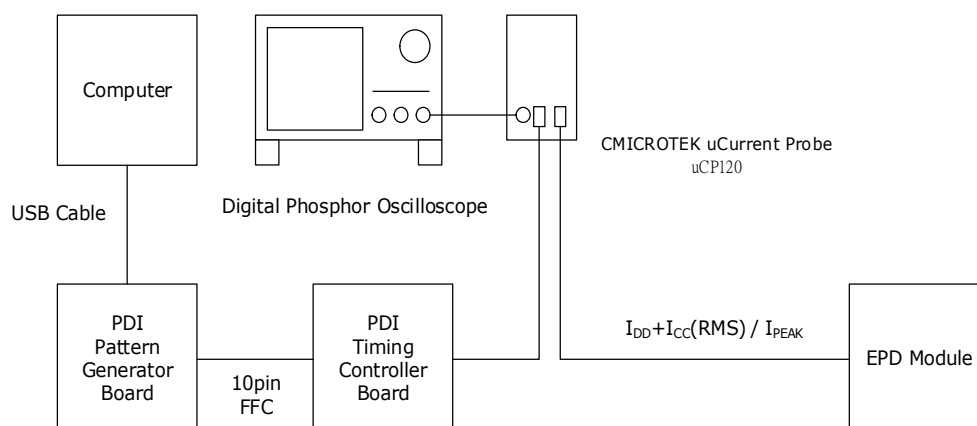 Computer
CMICROTEK uCurrent Probe
uCP120
Digital Phosphor Oscilloscope
USB Cable
PDI
Pattern
Generator
Board
10pin
FFC
PDI
Timing
Controller
Board
IDD+ICC(RMS) / IPEAK
EPD Module